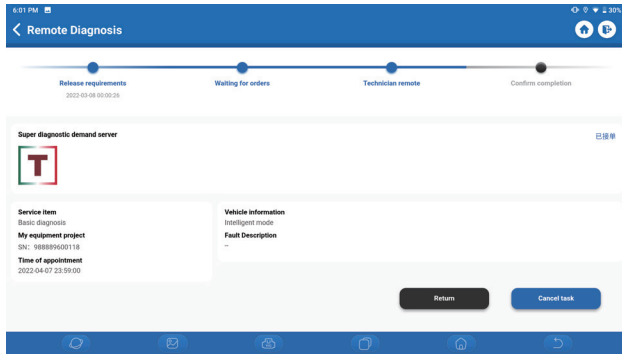 6:01 PM
30%
Remote Diagnosis
Release requirements
Waiting for orders
Technician remote
Confirm completion
2022-03-08 00:00:26
Super diagnostic demand server
已接单
T
Service item
Basic diagnosis
My equipment project
SN: 988889600118
Time of appointment
2022-04-07 23:59:00
Vehicle information
Intelligent mode
Fault Description
–
Return
Cancel task